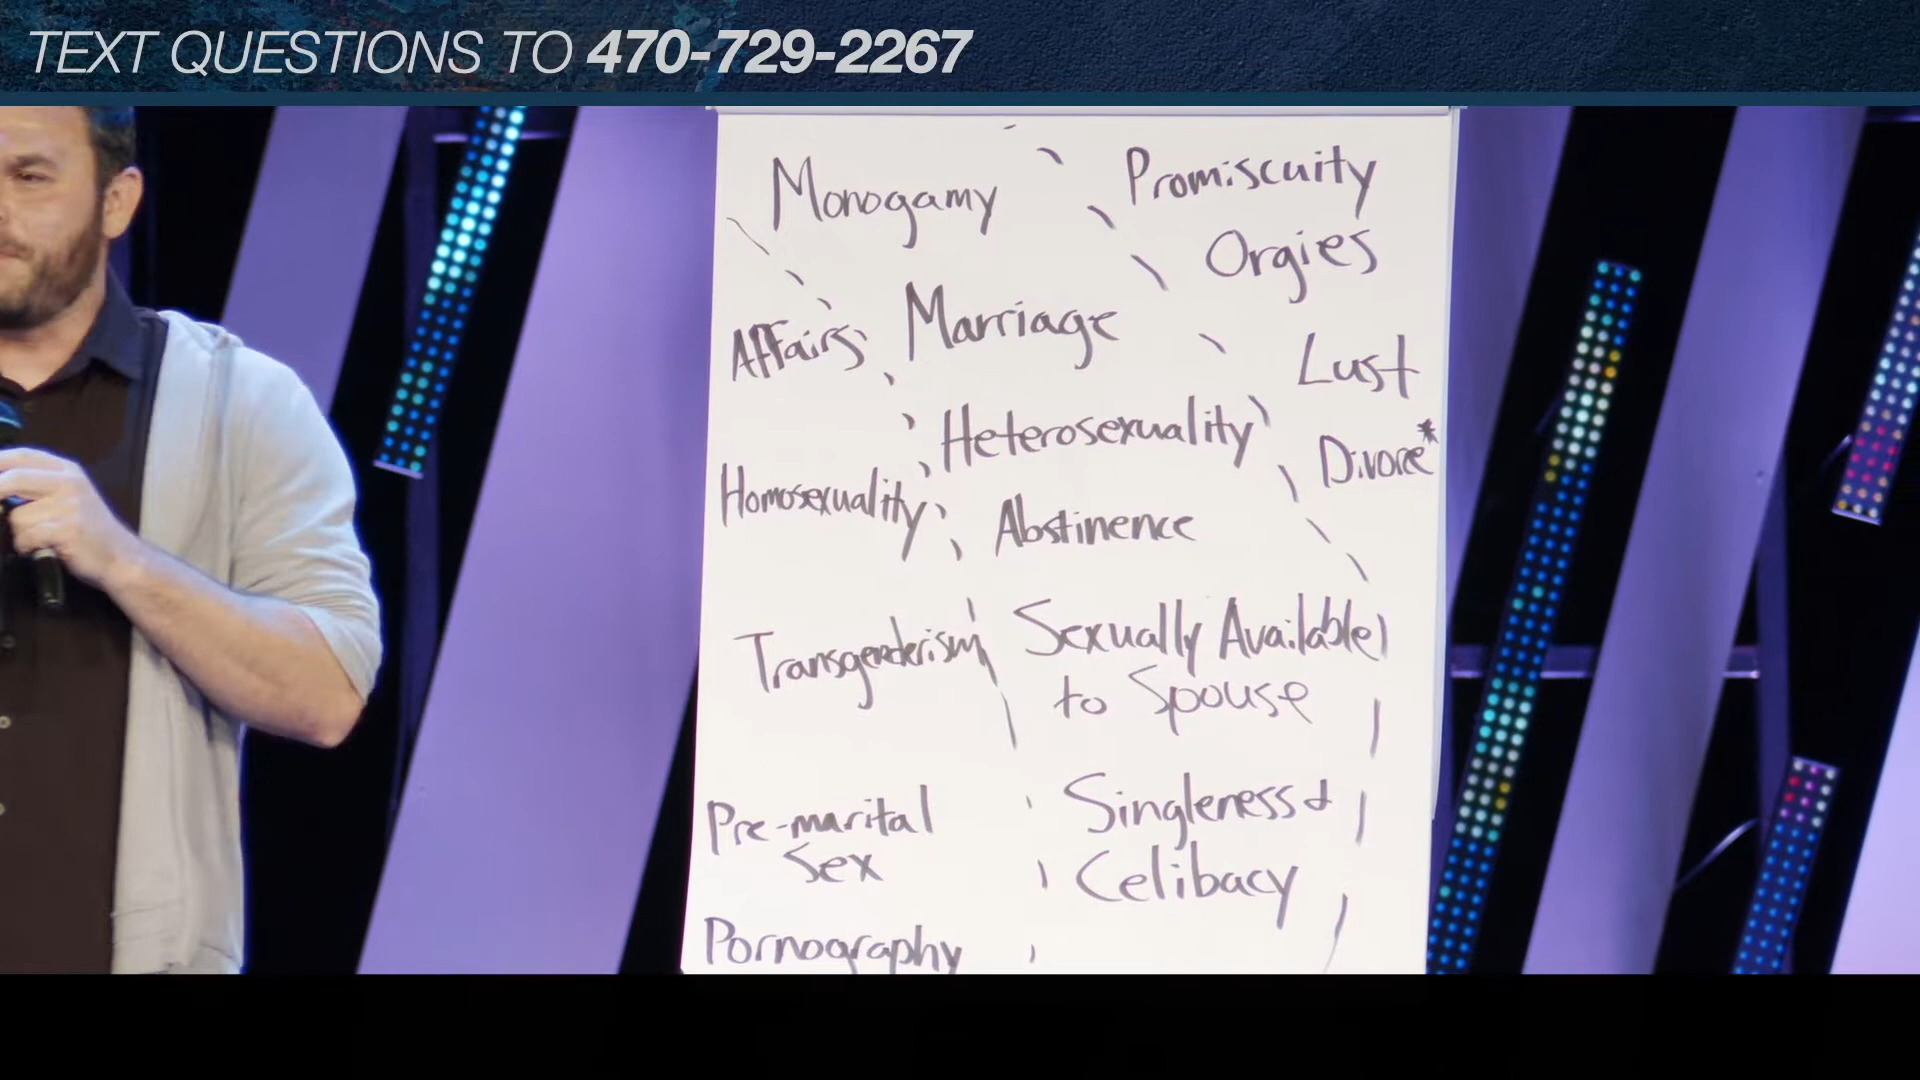 TEXT QUESTIONS TO 470-729-2267
Monogamy
Promiscuity
Orgies
Affairs
Marriage
Lust
Heterosexuality
Divorce*
Homosexuality
Abstinence
Transgenderism
Sexually Available
to Spouse
Pre-marital
Sex
Singleness &
Celibacy
Pornography